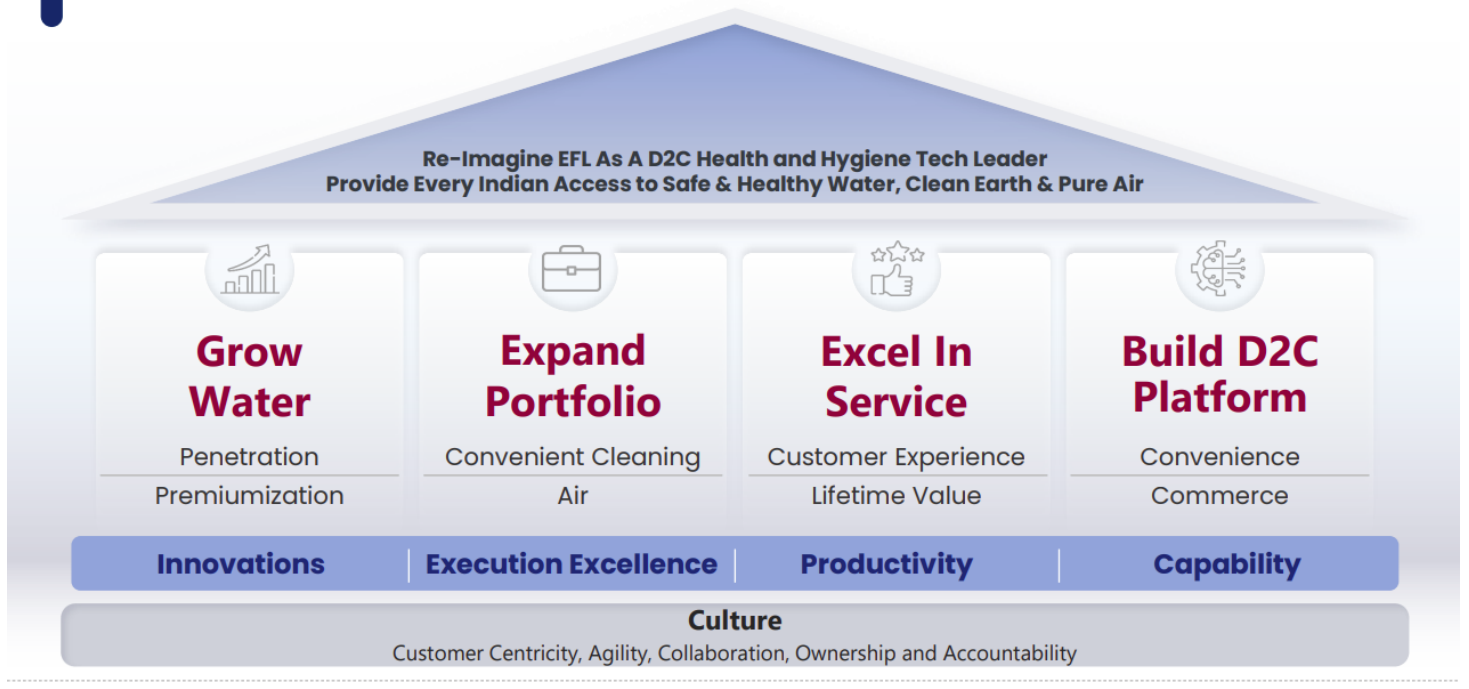 Re-Imagine EFL As A D2C Health and Hygiene Tech Leader
Provide Every Indian Access to Safe & Healthy Water, Clean Earth & Pure Air
Grow
Water
Penetration
Premiumization
Expand
Portfolio
Convenient Cleaning
Air
Excel In
Service
Customer Experience
Lifetime Value
Build D2C
Platform
Convenience
Commerce
Innovations
Execution Excellence
Productivity
Capability
Culture
Customer Centricity, Agility, Collaboration, Ownership and Accountability